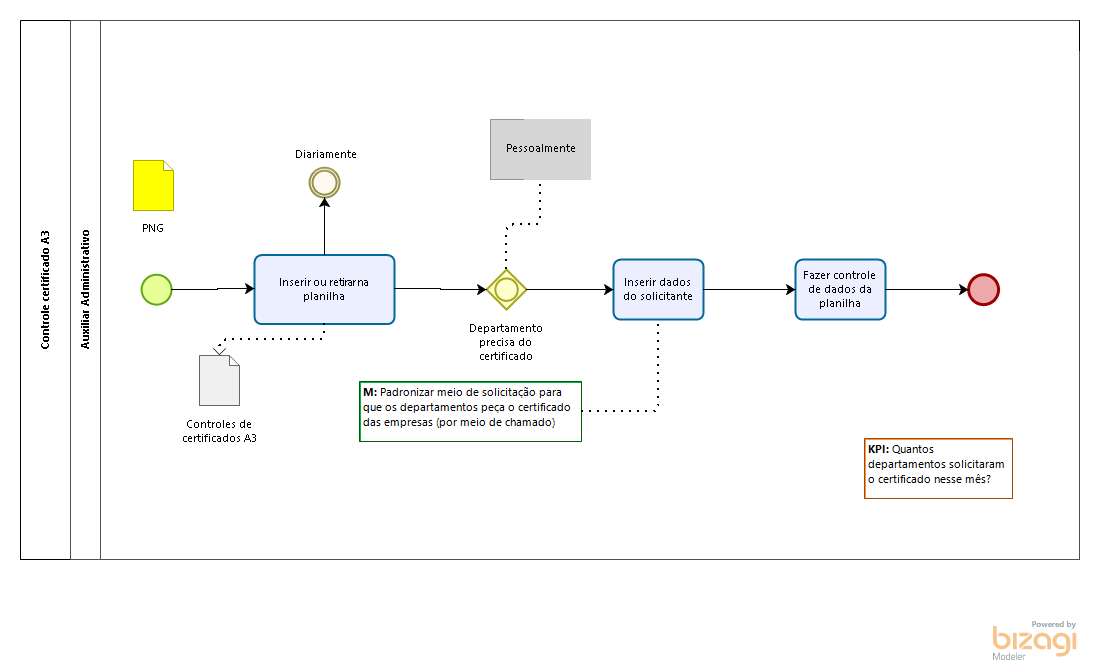 Controle certificado A3
Auxiliar Administrativo
PNG
Diariamente
Pessoalmente
Inserir ou retirar na
planilha
Departamento
precisa do
certificado
Inserir dados
do solicitante
Fazer controle
de dados da
planilha
Controles de
certificados A3
M: Padronizar meio de solicitação para
que os departamentos peça o certificado
das empresas (por meio de chamado)
KPI: Quantos
departamentos solicitaram
o certificado nesse mês?
Powered by
bizagi
Modeler